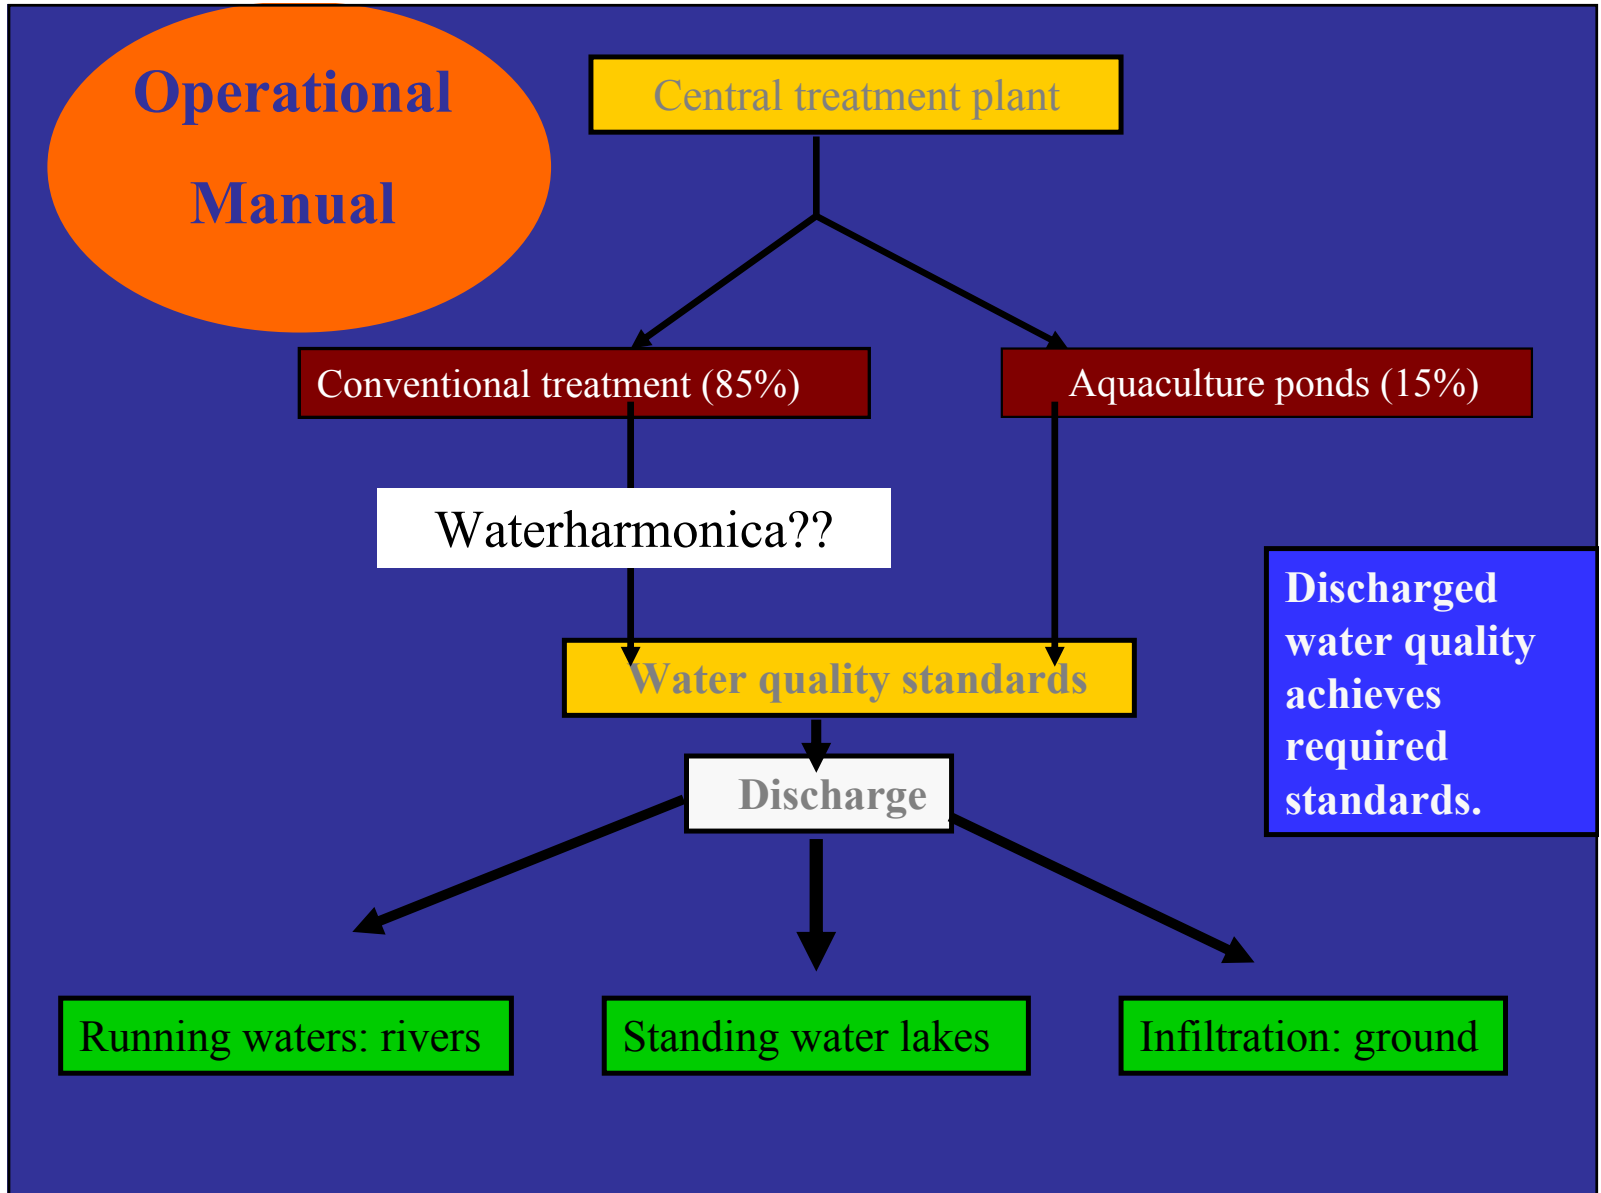 Operational
Manual
Central treatment plant
Conventional treatment (85%)
Aquaculture ponds (15%)
Waterharmonica??
Discharged
water quality
achieves
required
standards.
Water quality standards
Discharge
Running waters: rivers
Standing water lakes
Infiltration: ground